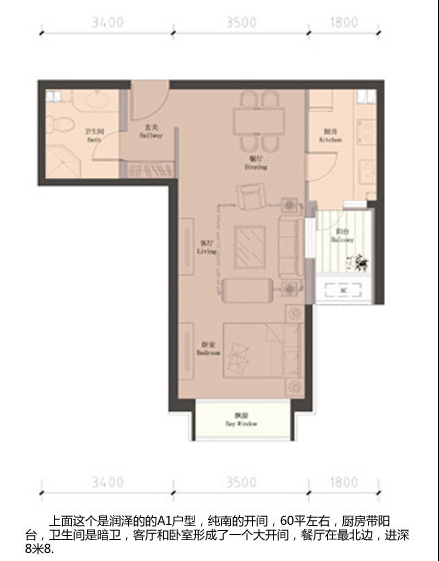 3400 3500 1800
卫生间
Bath
玄关
Hallway
餐厅
Dinning
厨房
Kitchen
客厅
Living
阳台
Balcony
AC
卧室
Bedroom
飘窗
Bay Window
3400 3500 1800
上面这个是润泽的的A1户型，纯南的开间，60平左右，厨房带阳
台，卫生间是暗卫，客厅和卧室形成了一个大开间，餐厅在最北边，进深
8米8.